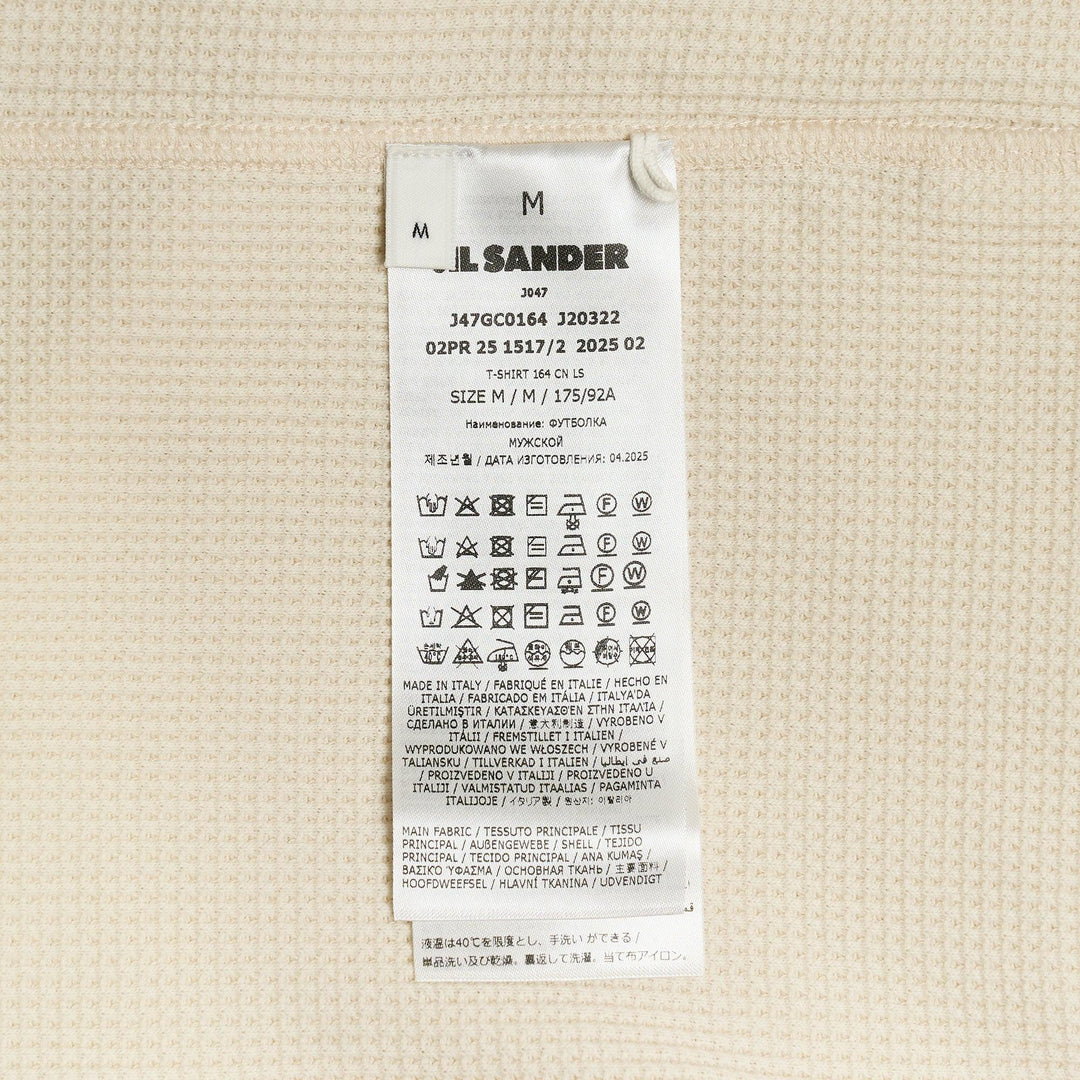 M
M
JIL SANDER
J047
J47GC0164 J20322
02PR 25 1517/2 2025 02
T-SHIRT 164 CN LS
SIZE M / M / 175/92A
Наименование: ФУТБОЛКА
МУЖСКОЙ
제조년월 / ДАТА ИЗГОТОВЛЕНИЯ: 04.2025
F W
F W
F W
F W
40℃
MADE IN ITALY / FABRIQUÉ EN ITALIE / HECHO EN
ITALIA / FABRICADO EM ITÁLIA / ITALYA'DA
ÜRETILMIŞTIR / ΚΑΤΑΣΚΕΥΑΣΘ'ΕΝ ΣΤΗΝ ΙΤΑΛΊΑ /
СДЕЛАНО В ИТАЛИИ / 意大利制造 / VYROBENO V
ITÁLII / FREMSTILLET I ITALIEN /
WYPRODUKOWANO WE WŁOSZECH / VYROBENÉ V
TALIANSKU / TILLVERKAD I ITALIEN / صنع في ايطاليا
/ PROIZVEDENO V ITALIJI / PROIZVEDENO U
ITALIJI / VALMISTATUD ITAALIAS / PAGAMINTA
ITALIJOJE / イタリア製 / 원산지: 이탈리아
MAIN FABRIC / TESSUTO PRINCIPALE / TISSU
PRINCIPAL / AUßENGEWEBE / SHELL / TEJIDO
PRINCIPAL / TECIDO PRINCIPAL / ANA KUMAŞ /
ΒΑΣΙΚΌ ΎΦΑΣΜΑ / ОСНОВНАЯ ТКАНЬ / 主要面料 /
HOOFDWEEFSEL / HLAVNÍ TKANINA / UDVENDIGT
液温は40℃を限度とし、手洗いができる /
単品洗い及び乾燥。裏返して洗濯。当て布アイロン。